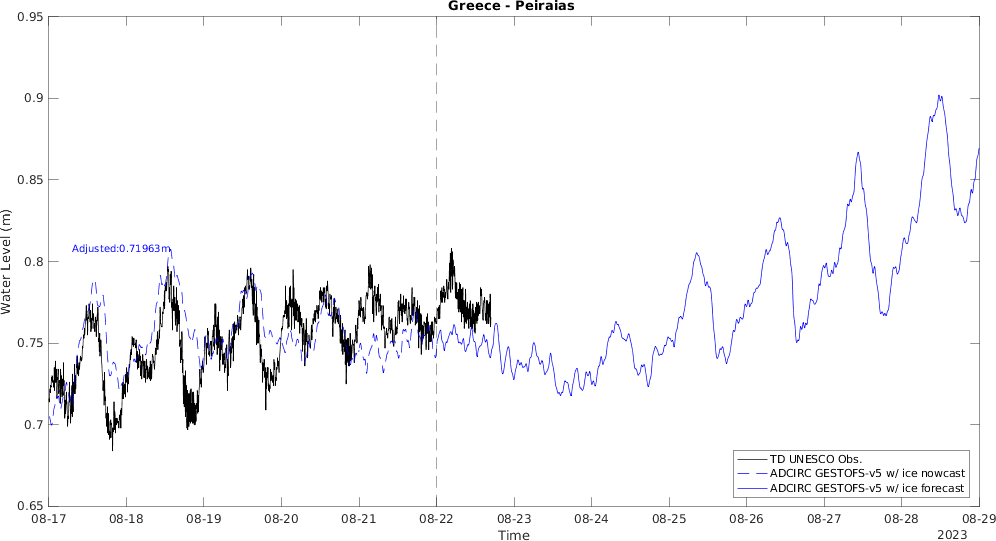 Greece - Peiraias
0.95
0.9
0.85
0.8
0.75
0.7
0.65
Water Level (m)
Adjusted:0.71963m
TD UNESCO Obs.
ADCIRC GESTOFS-v5 w/ ice nowcast
ADCIRC GESTOFS-v5 w/ ice forecast
08-17 08-18 08-19 08-20 08-21 08-22 08-23 08-24 08-25 08-26 08-27 08-28 08-29
Time
2023